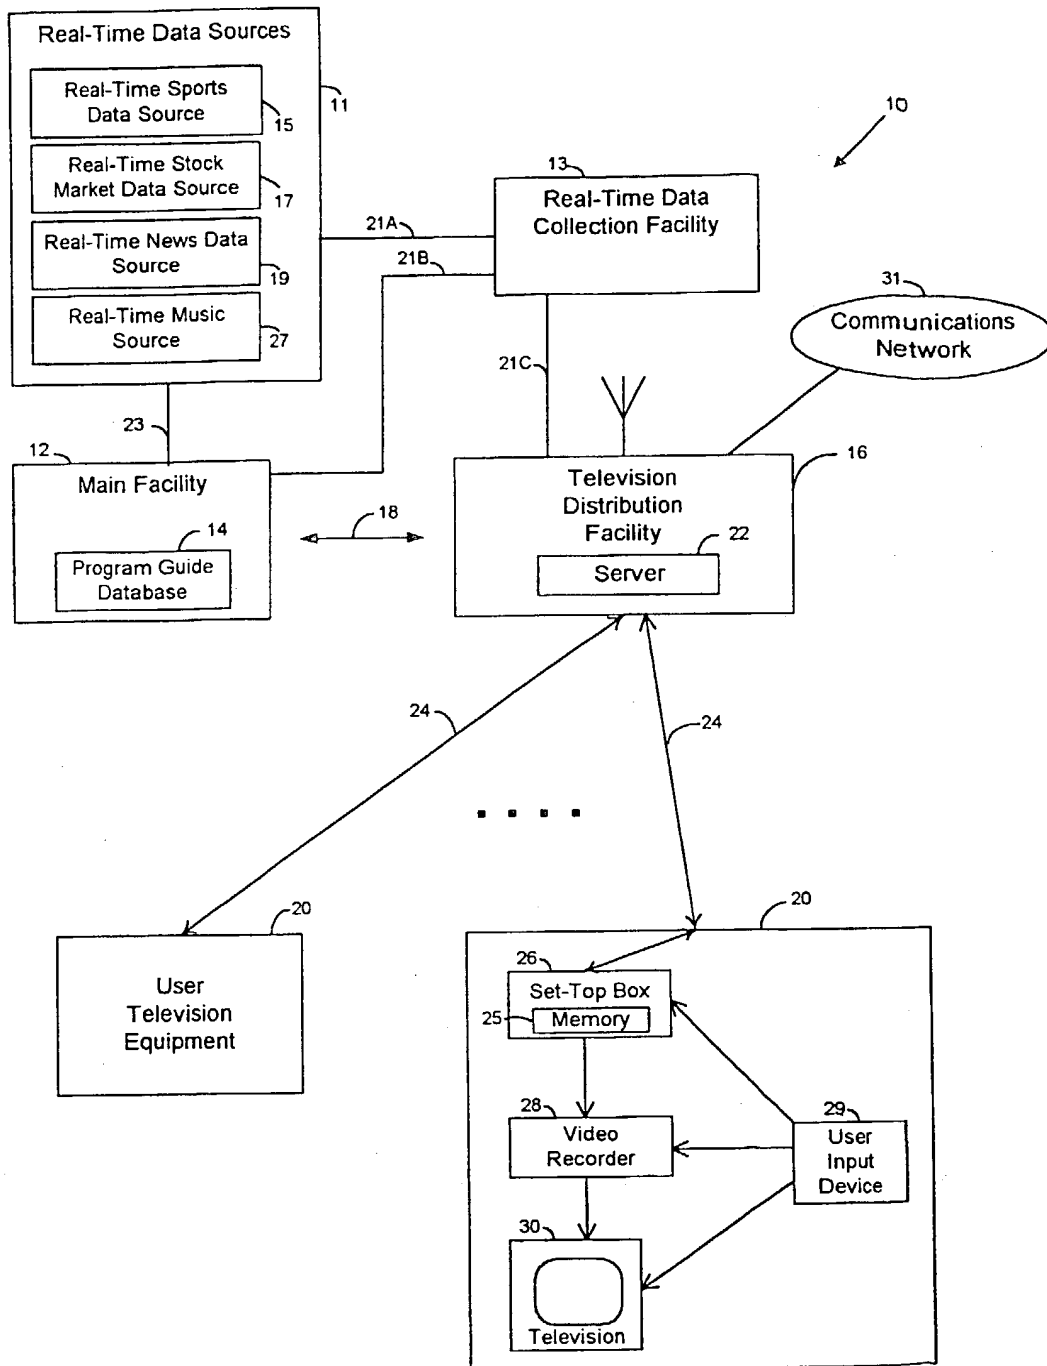 Real-Time Data Sources
11
Real-Time Sports
Data Source
15
Real-Time Stock
Market Data Source
17
Real-Time News Data
Source
19
Real-Time Music
Source
27
10
13
Real-Time Data
Collection Facility
21A
21B
21C
31
Communications
Network
23
12
Main Facility
14
Program Guide
Database
18
16
Television
Distribution
Facility
22
Server
24
24
20
User
Television
Equipment
20
26
Set-Top Box
25
Memory
28
Video
Recorder
29
User
Input
Device
30
Television